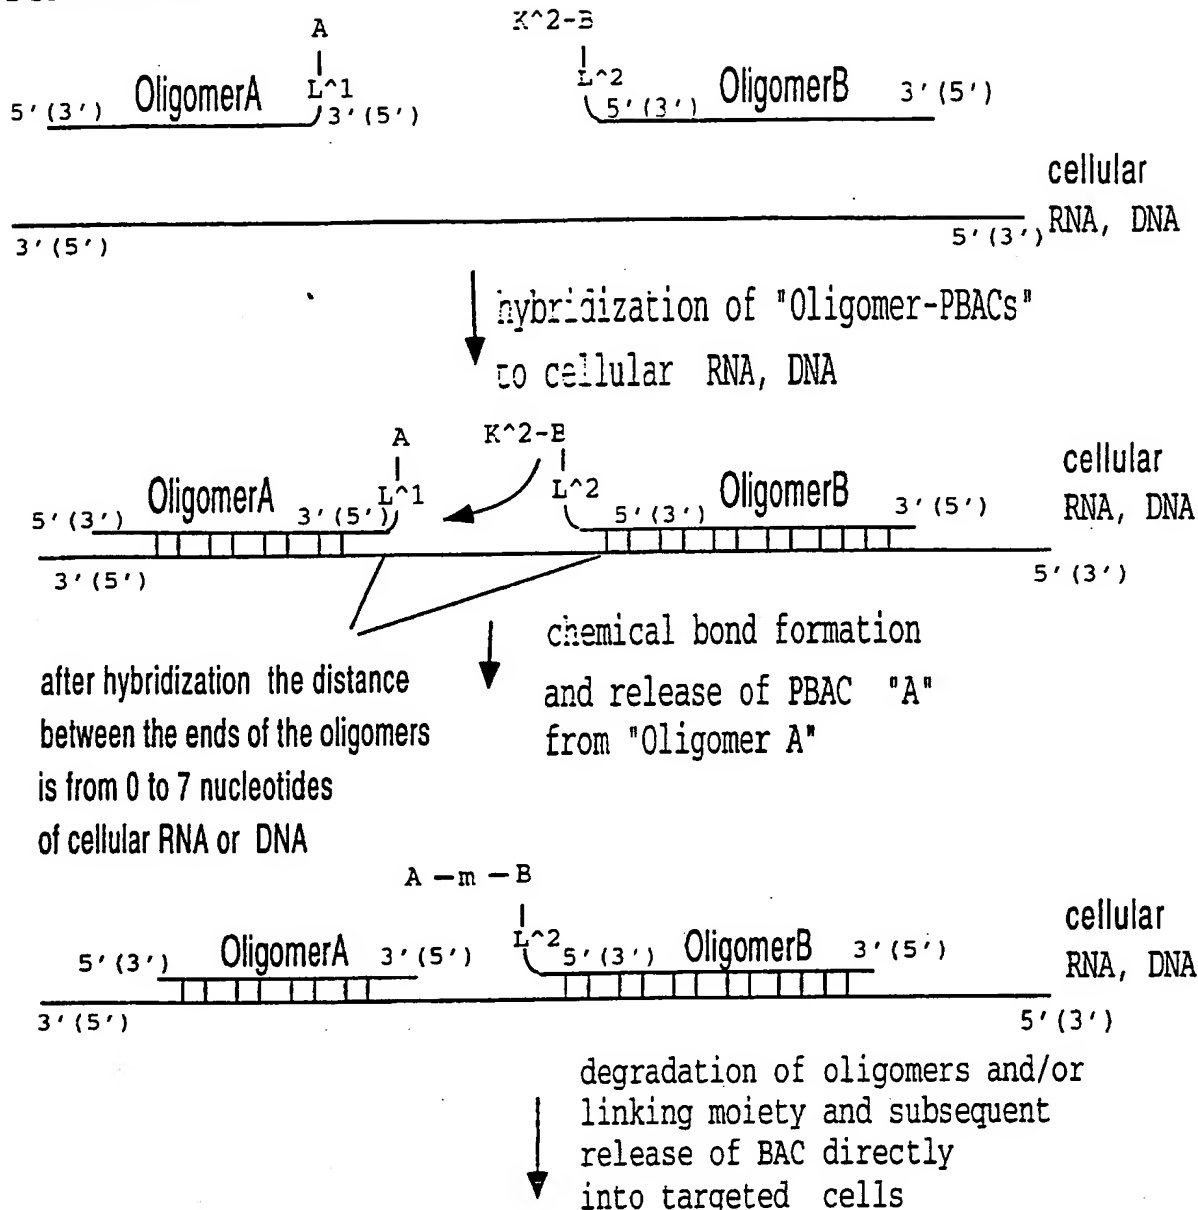 A K^2-B
OligomerA L^1 L^2 OligomerB
5'(3') 3'(5') 5'(3') 3'(5')
cellular
RNA, DNA
3'(5') 5'(3')
hybridization of "Oligomer-PBACs"
to cellular RNA, DNA
A K^2-B
OligomerA L^1 L^2 OligomerB
5'(3') 3'(5') 5'(3') 3'(5')
cellular
RNA, DNA
3'(5') 5'(3')
chemical bond formation
and release of PBAC "A"
from "Oligomer A"
after hybridization the distance
between the ends of the oligomers
is from 0 to 7 nucleotides
of cellular RNA or DNA
A - m - B
5'(3') OligomerA 3'(5') L^2 5'(3') OligomerB 3'(5')
cellular
RNA, DNA
3'(5') 5'(3')
degradation of oligomers and/or
linking moiety and subsequent
release of BAC directly
into targeted cells